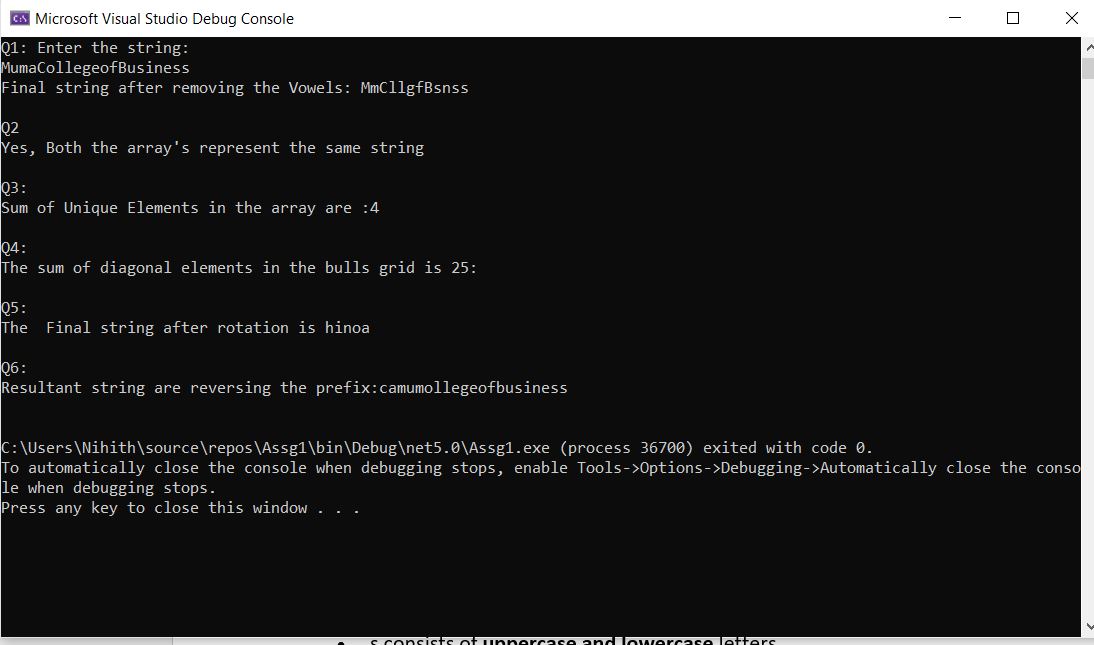 Microsoft Visual Studio Debug Console
Q1: Enter the string:
MumaCollegeofBusiness
Final string after removing the Vowels: MmCllgfBsnss
Q2
Yes, Both the array's represent the same string
Q3:
Sum of Unique Elements in the array are :4
Q4:
The sum of diagonal elements in the bulls grid is 25:
Q5:
The  Final string after rotation is hinoa
Q6:
Resultant string are reversing the prefix:camumollegeofbusiness
C:\Users\Nihith\source\repos\Assg1\bin\Debug\net5.0\Assg1.exe (process 36700) exited with code 0.
To automatically close the console when debugging stops, enable Tools->Options->Debugging->Automatically close the conso
le when debugging stops.
Press any key to close this window . . .
s consists of uppercase and lowercase letters